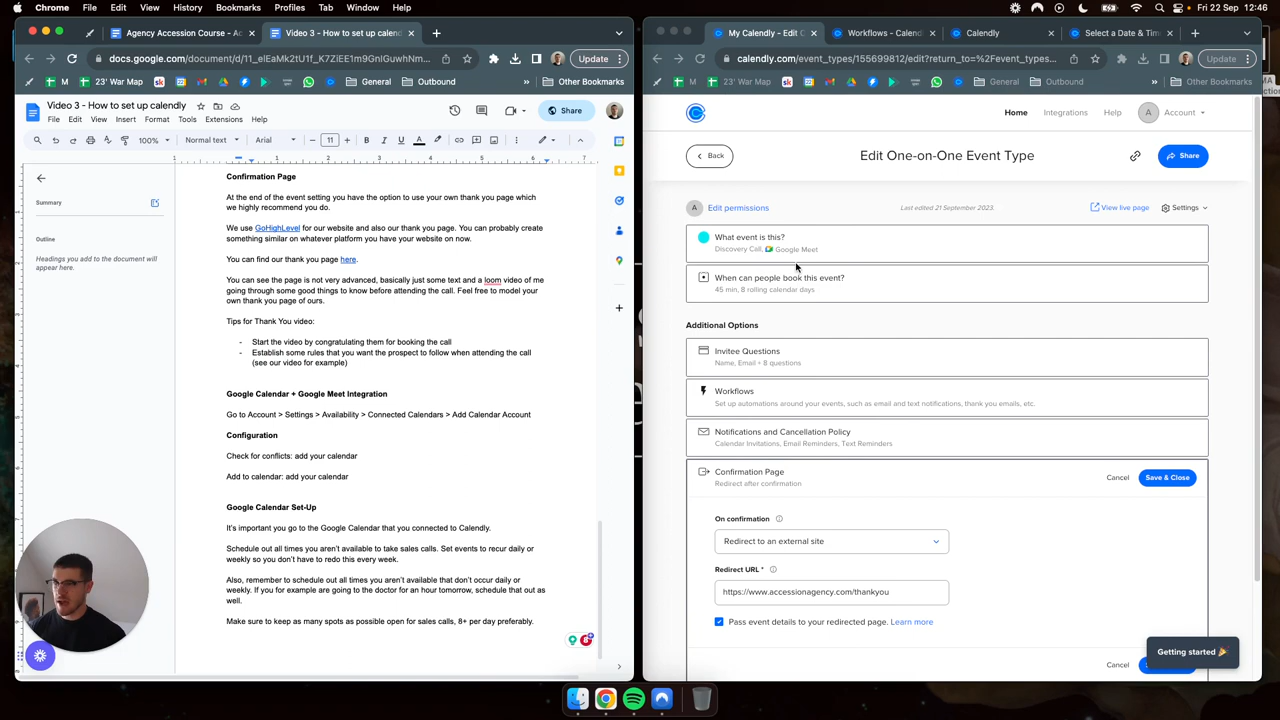 Chrome File Edit View History Bookmarks Profiles Tab Window Help
Fri 22 Sep 12:46
Agency Accession Course - A
Video 3 - How to set up calend
My Calendly - Edit O
Workflows - Calendly
Calendly
Select a Date & Time
Update
calendly.com/event_types/155699812/edit?return_to=%2Fevent_types...
Update
M 23' War Map General Outbound Other Bookmarks
M 23' War Map General Outbound Other Bookmarks
Video 3 - How to set up calendly
File Edit View Insert Format Tools Extensions Help
Share
100% Normal text Arial 11
Summary
Outline
Headings you add to the document will
appear here.
Confirmation Page
At the end of the event setting you have the option to use your own thank you page which
we highly recommend you do.
We use GoHighLevel for our website and also our thank you page. You can probably create
something similar on whatever platform you have your website on now.
You can find our thank you page here.
You can see the page is not very advanced, basically just some text and a loom video of me
going through some good things to know before attending the call. Feel free to model your
own thank you page of ours.
Tips for Thank You video:
- Start the video by congratulating them for booking the call
- Establish some rules that you want the prospect to follow when attending the call
(see our video for example)
Google Calendar + Google Meet Integration
Go to Account > Settings > Availability > Connected Calendars > Add Calendar Account
Configuration
Check for conflicts: add your calendar
Add to calendar: add your calendar
Google Calendar Set-Up
It's important you go to the Google Calendar that you connected to Calendly.
Schedule out all times you aren't available to take sales calls. Set events to recur daily or
weekly so you don't have to redo this every week.
Also, remember to schedule out all times you aren't available that don't occur daily or
weekly. If you for example are going to the doctor for an hour tomorrow, schedule that out as
well.
Make sure to keep as many spots as possible open for sales calls, 8+ per day preferably.
Home Integrations Help A Account
Back
Edit One-on-One Event Type
Share
A Edit permissions
Last edited 21 September 2023
View live page
Settings
What event is this?
Discovery Call, Google Meet
When can people book this event?
45 min, 8 rolling calendar days
Additional Options
Invitee Questions
Name, Email + 8 questions
Workflows
Set up automations around your events, such as email and text notifications, thank you emails, etc.
Notifications and Cancellation Policy
Calendar Invitations, Email Reminders, Text Reminders
Confirmation Page
Redirect after confirmation
Cancel
Save & Close
On confirmation
Redirect to an external site
Redirect URL *
https://www.accessionagency.com/thankyou
Pass event details to your redirected page. Learn more
Getting started
Cancel